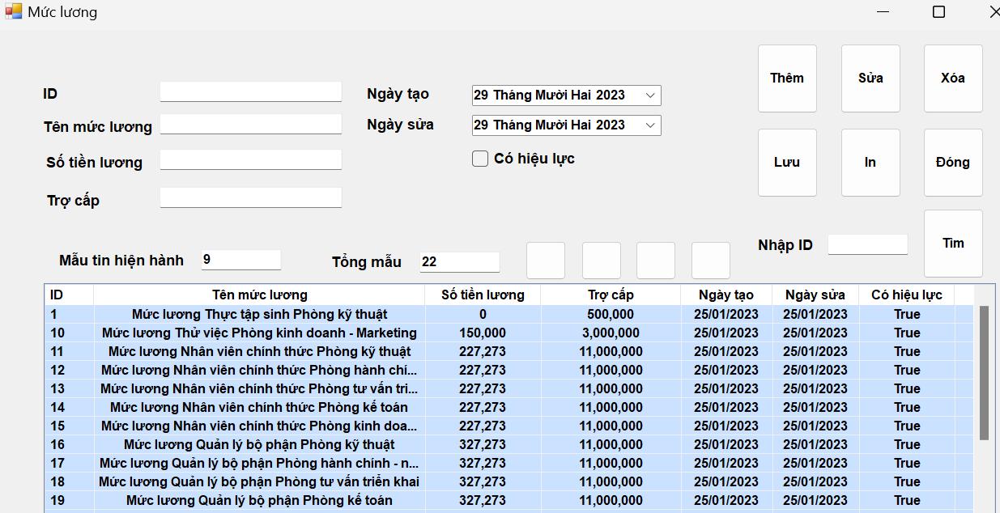 Mức lương
Thêm Sửa Xóa
ID Ngày tạo 29 Tháng Mười Hai 2023
Tên mức lương Ngày sửa 29 Tháng Mười Hai 2023
Số tiền lương Có hiệu lực Lưu In Đóng
Trợ cấp
Nhập ID Tìm
Mẫu tin hiện hành 9 Tổng mẫu 22
ID Tên mức lương Số tiền lương Trợ cấp Ngày tạo Ngày sửa Có hiệu lực
1 Mức lương Thực tập sinh Phòng kỹ thuật 0 500,000 25/01/2023 25/01/2023 True
10 Mức lương Thử việc Phòng kinh doanh - Marketing 150,000 3,000,000 25/01/2023 25/01/2023 True
11 Mức lương Nhân viên chính thức Phòng kỹ thuật 227,273 11,000,000 25/01/2023 25/01/2023 True
12 Mức lương Nhân viên chính thức Phòng hành chí... 227,273 11,000,000 25/01/2023 25/01/2023 True
13 Mức lương Nhân viên chính thức Phòng tư vấn tri... 227,273 11,000,000 25/01/2023 25/01/2023 True
14 Mức lương Nhân viên chính thức Phòng kế toán 227,273 11,000,000 25/01/2023 25/01/2023 True
15 Mức lương Nhân viên chính thức Phòng kinh doa... 227,273 11,000,000 25/01/2023 25/01/2023 True
16 Mức lương Quản lý bộ phận Phòng kỹ thuật 327,273 11,000,000 25/01/2023 25/01/2023 True
17 Mức lương Quản lý bộ phận Phòng hành chính - n... 327,273 11,000,000 25/01/2023 25/01/2023 True
18 Mức lương Quản lý bộ phận Phòng tư vấn triển khai 327,273 11,000,000 25/01/2023 25/01/2023 True
19 Mức lương Quản lý bộ phận Phòng kế toán 327,273 11,000,000 25/01/2023 25/01/2023 True